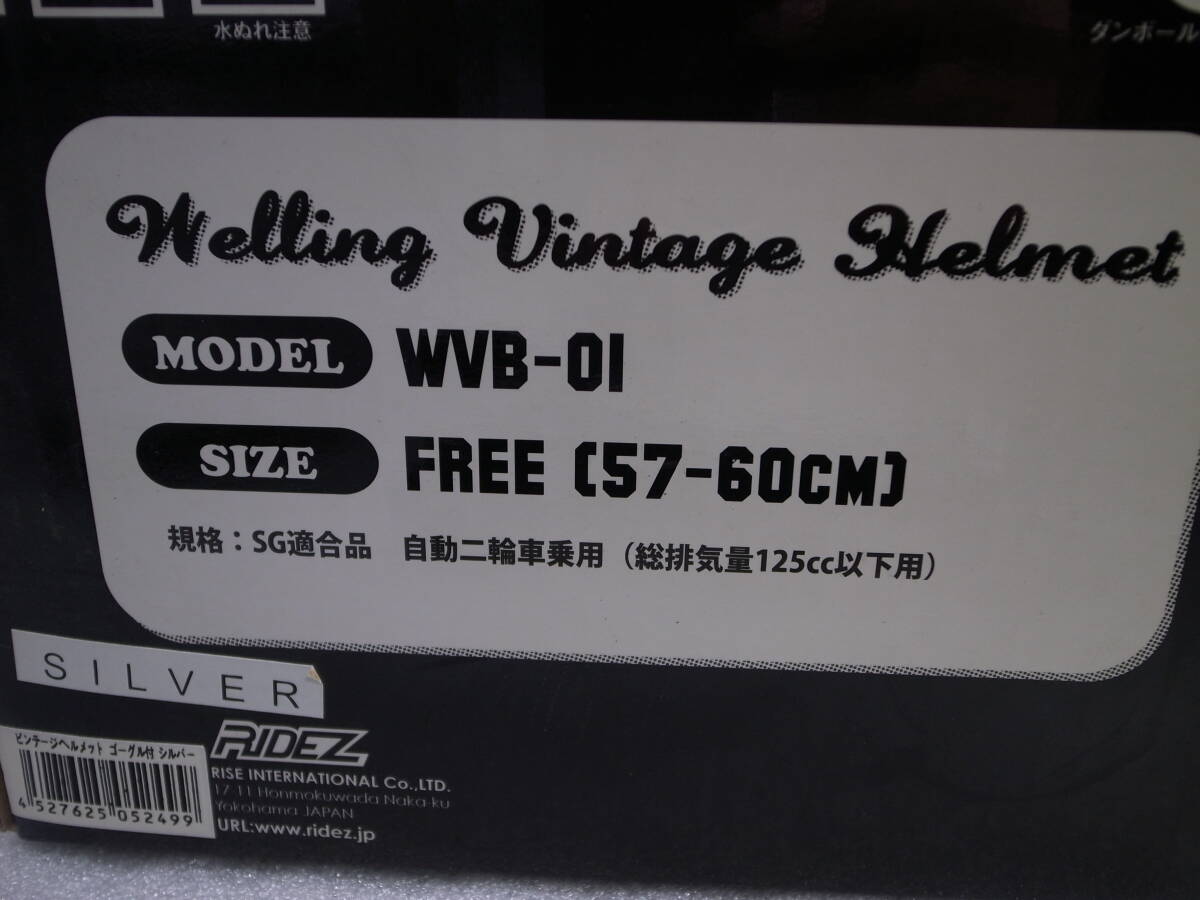 水ぬれ注意
ダンボール
Welling Vintage Helmet
MODEL WVB-01
SIZE FREE (57-60CM)
規格：SG適合品 自動二輪車乗用（総排気量125cc以下用）
SILVER
ビンテージヘルメット ゴーグル付 シルバー
4 527625 052499
RIDEZ
RISE INTERNATIONAL Co.,LTD.
17-11 Honmokuwada Naka-ku
Yokohama JAPAN
URL:www.ridez.jp